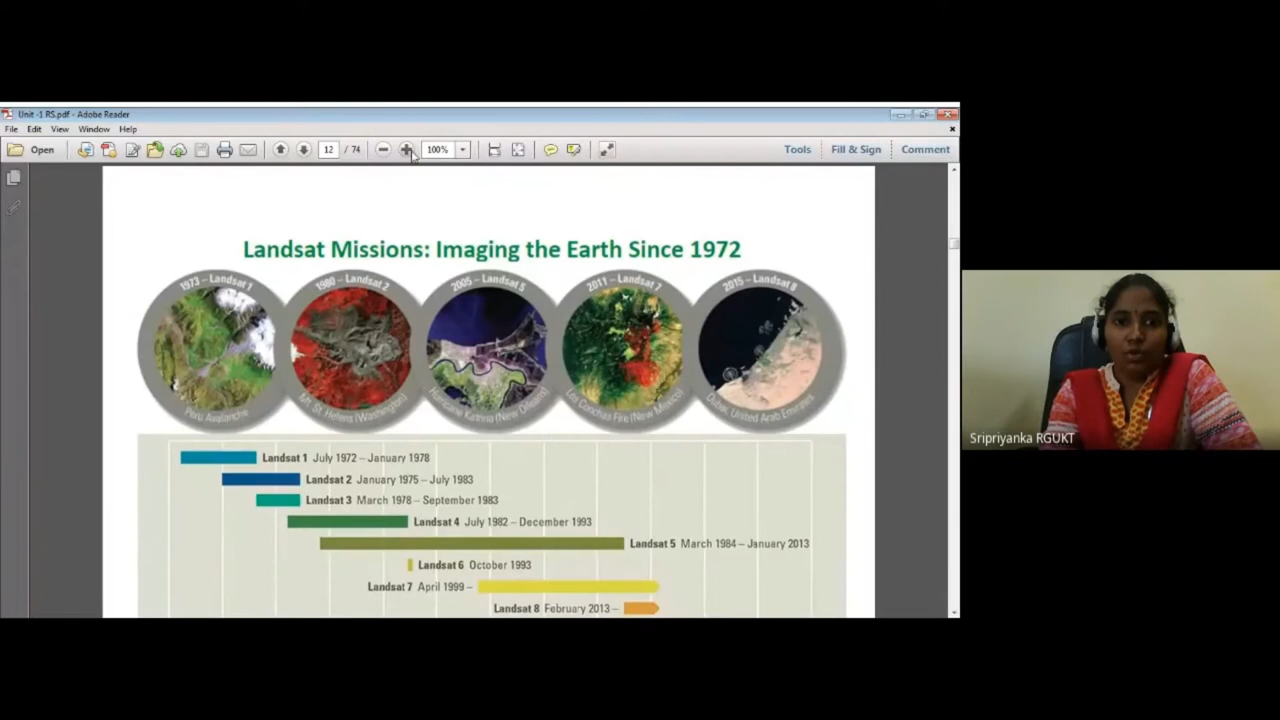 Unit -1 RS.pdf - Adobe Reader
File Edit View Window Help
Open 12 / 74 100% Tools Fill & Sign Comment
Landsat Missions: Imaging the Earth Since 1972
1973 – Landsat 1
1980 – Landsat 2
2005 – Landsat 5
2011 – Landsat 7
2015 – Landsat 8
Peru Avalanche
Mt. St. Helens (Washington)
Hurricane Katrina (New Orleans)
Las Conchas Fire (New Mexico)
Dubai, United Arab Emirates
Landsat 1 July 1972 – January 1978
Landsat 2 January 1975 – July 1983
Landsat 3 March 1978 – September 1983
Landsat 4 July 1982 – December 1993
Landsat 5 March 1984 – January 2013
Landsat 6 October 1993
Landsat 7 April 1999 –
Landsat 8 February 2013 –
Sripriyanka RGUKT